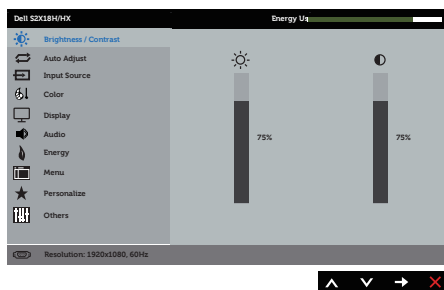 Dell S2X18H/HX
Energy Us
Brightness / Contrast
Auto Adjust
Input Source
Color
Display
Audio
Energy
Menu
Personalize
Others
75%
75%
Resolution: 1920x1080, 60Hz